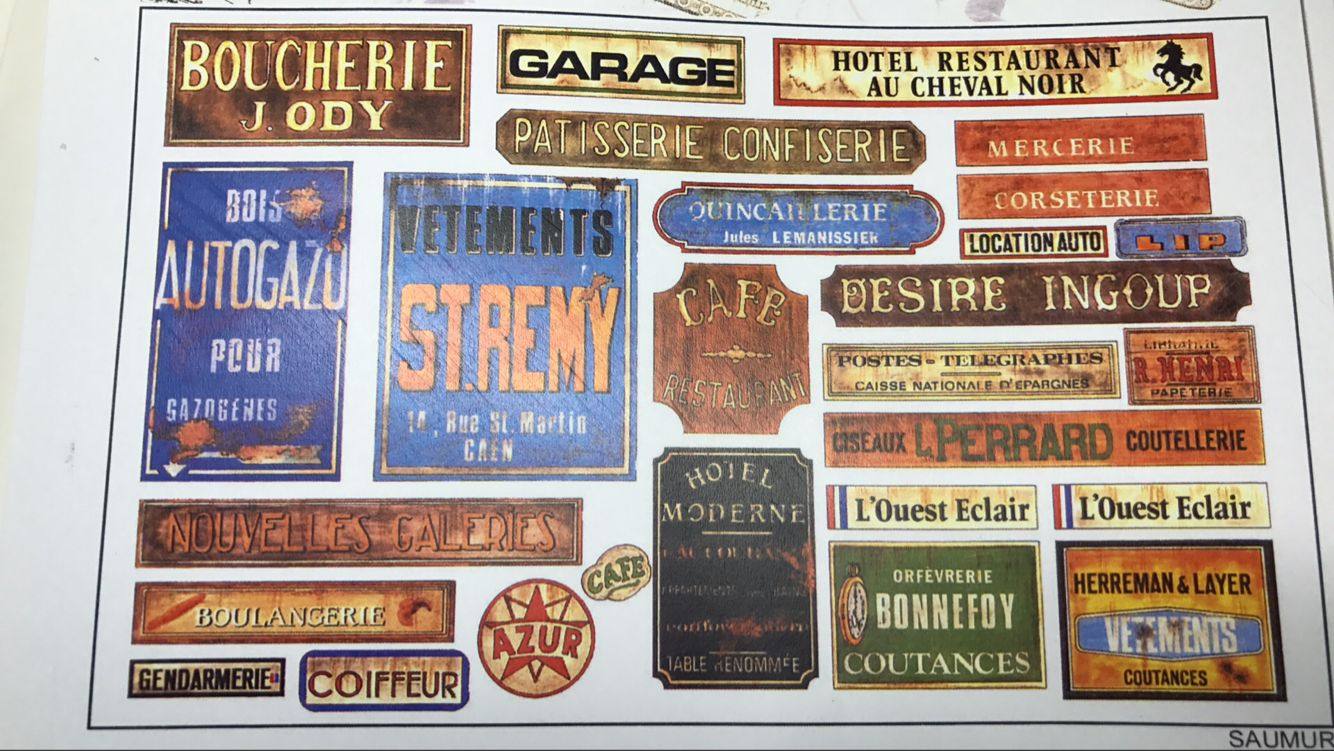 BOUCHERIE
J. ODY
GARAGE
HOTEL RESTAURANT
AU CHEVAL NOIR
PATISSERIE CONFISERIE
MERCERIE
CORSETERIE
BOIS
AUTOGAZO
POUR
GAZOGENES
VETEMENTS
ST.REMY
14, Rue St. Martin
CAEN
QUINCAILLERIE
Jules LEMANISSIER
LOCATION AUTO
LIP
CAFE
RESTAURANT
DESIRE INGOUF
POSTES-TELEGRAPHES
CAISSE NATIONALE D'EPARGNES
LIBRAIRIE
R.HENRI
PAPETERIE
CISEAUX L.PERRARD COUTELLERIE
HOTEL
MODERNE
TABLE RENOMMEE
L'Ouest Eclair
L'Ouest Eclair
NOUVELLES GALERIES
CAFE
BOULANGERIE
AZUR
GENDARMERIE
COIFFEUR
ORFÈVRERIE
BONNEFOY
COUTANCES
HERREMAN & LAYER
VETEMENTS
COUTANCES
SAUMUR